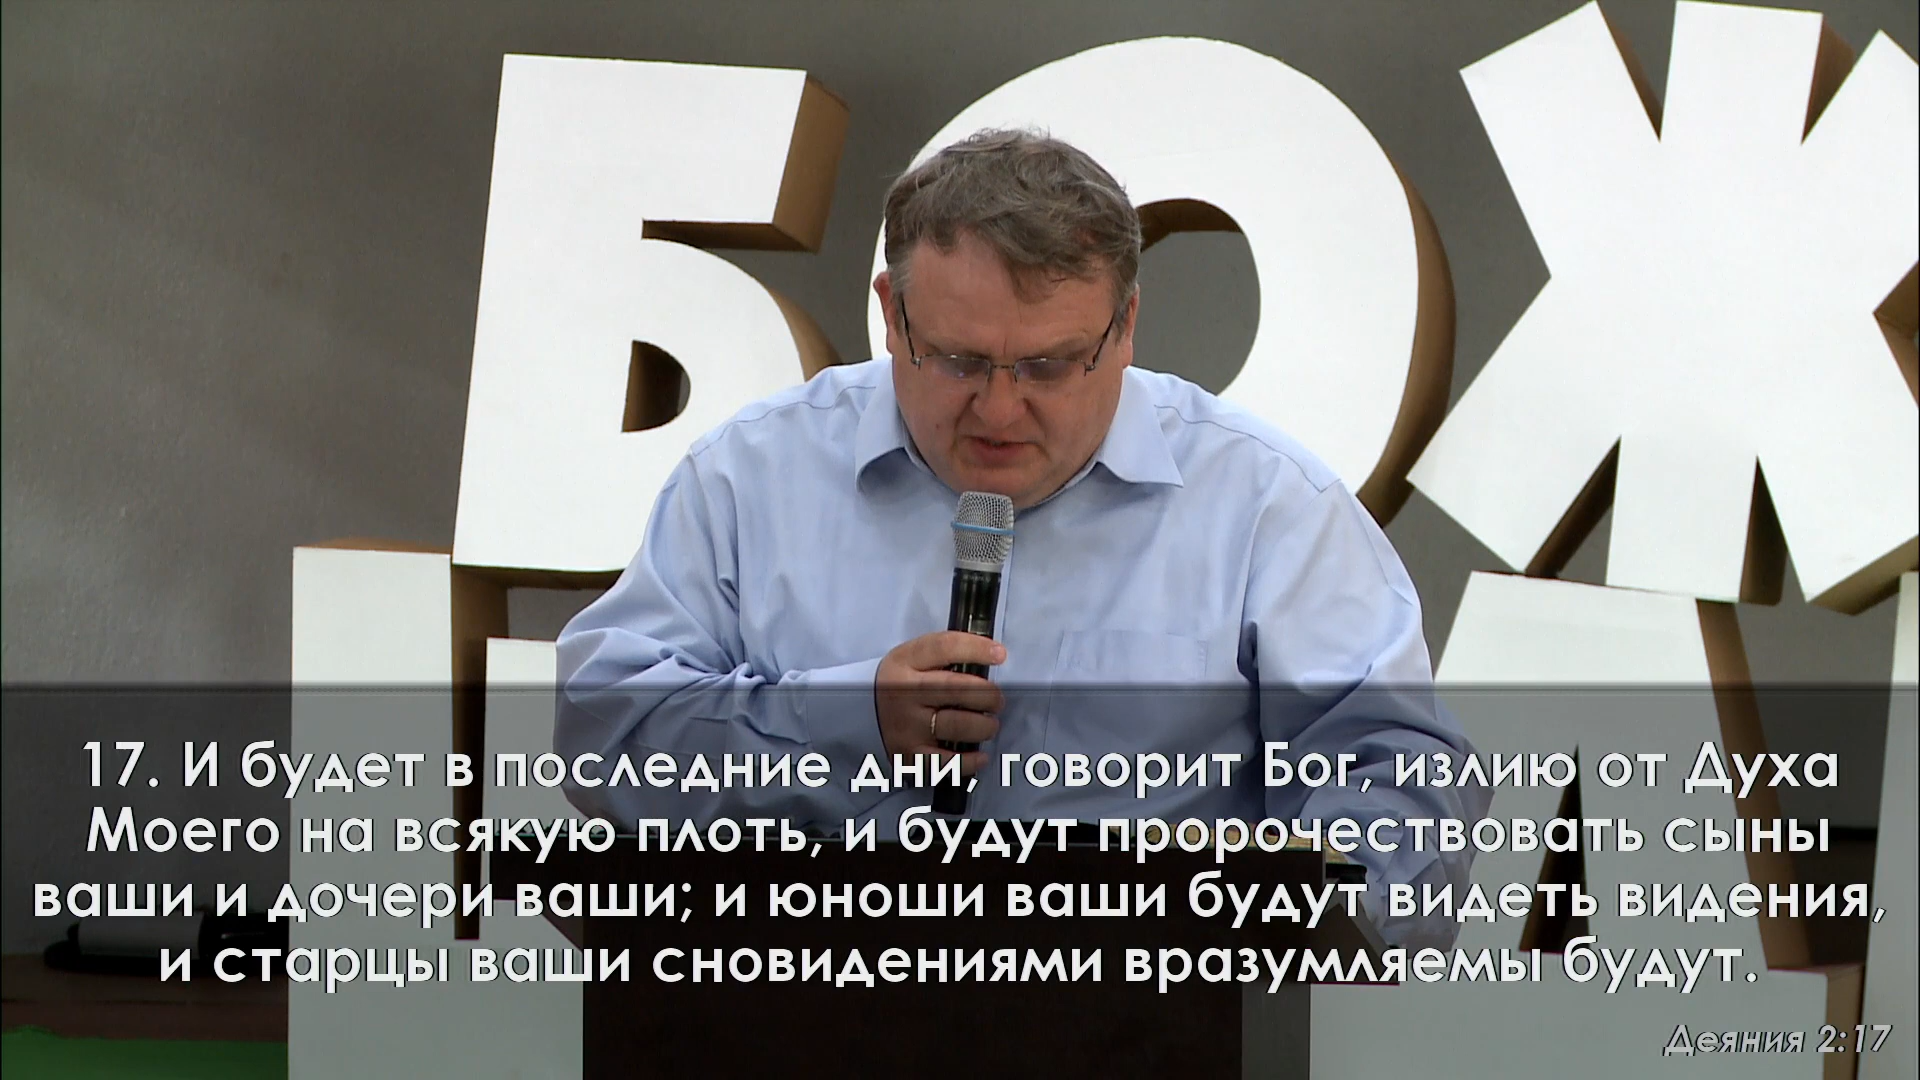 БОЖ
17. И будет в последние дни, говорит Бог, излию от Духа
Моего на всякую плоть, и будут пророчествовать сыны
ваши и дочери ваши; и юноши ваши будут видеть видения,
и старцы ваши сновидениями вразумляемы будут.
Деяния 2:17